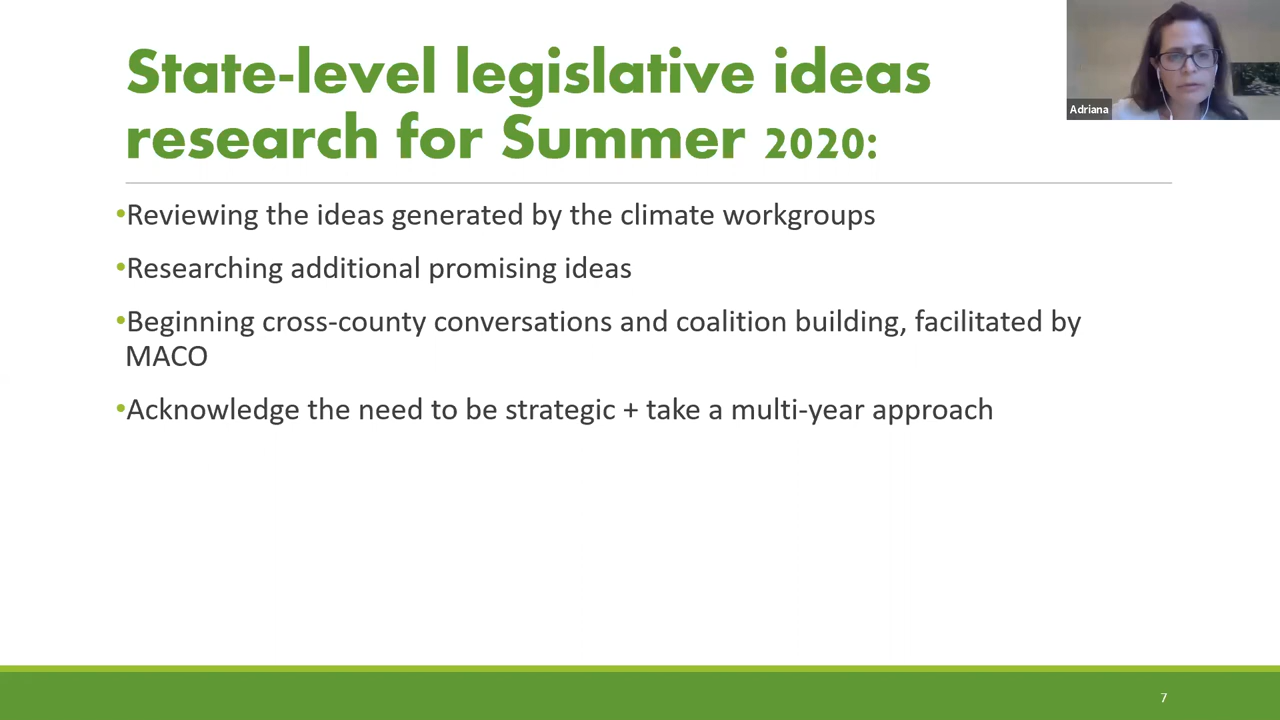 State-level legislative ideas
research for Summer 2020:
•Reviewing the ideas generated by the climate workgroups
•Researching additional promising ideas
•Beginning cross-county conversations and coalition building, facilitated by
MACO
•Acknowledge the need to be strategic + take a multi-year approach
Adriana
7